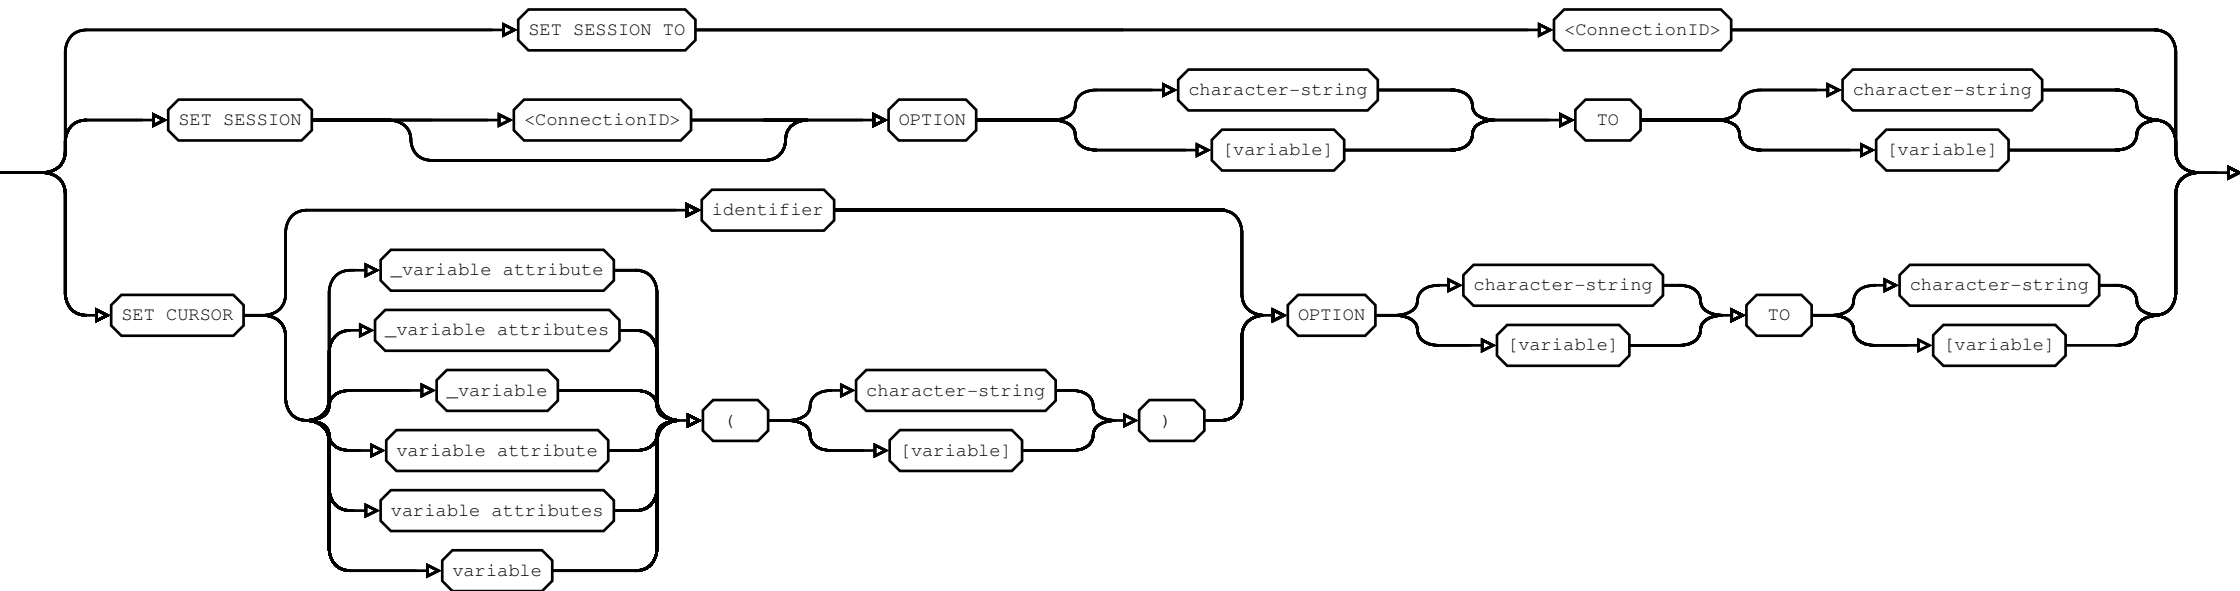 SET SESSION TO <ConnectionID>
character-string character-string
SET SESSION <ConnectionID> OPTION TO
[variable] [variable]
identifier
_variable attribute character-string character-string
SET CURSOR OPTION TO
_variable attributes [variable] [variable]
_variable character-string
( )
variable attribute [variable]
variable attributes
variable